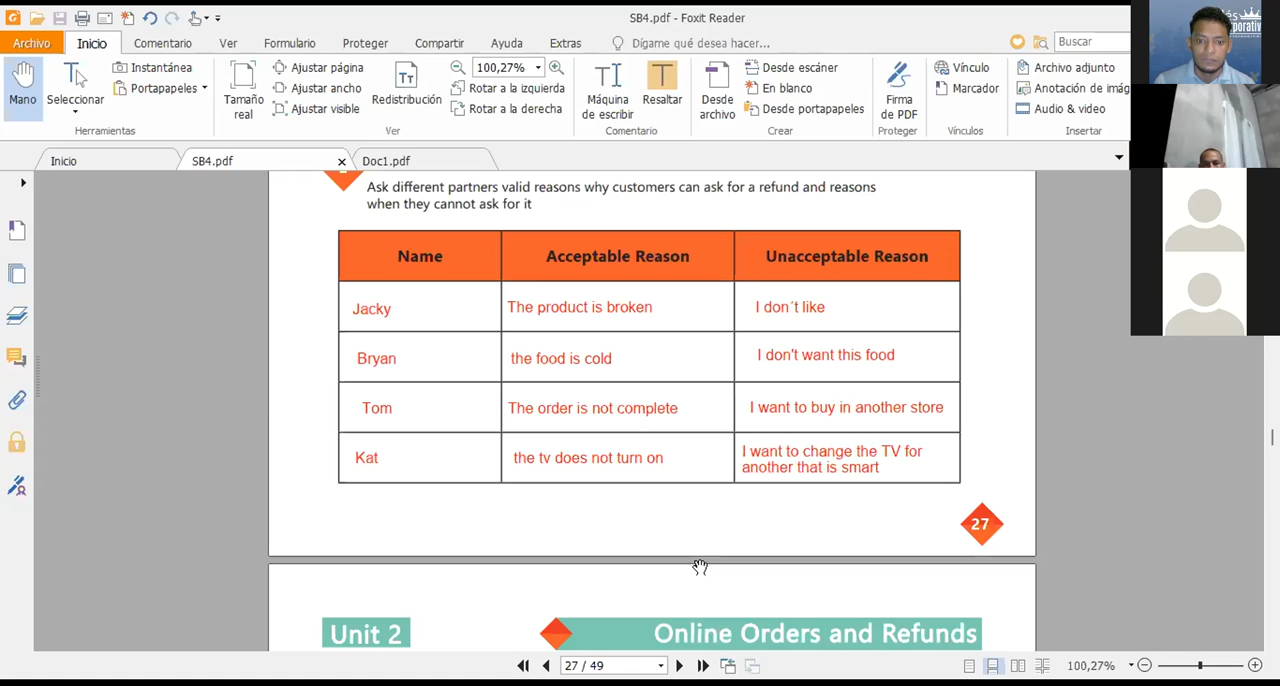 SB4.pdf - Foxit Reader
Archivo Inicio Comentario Ver Formulario Proteger Compartir Ayuda Extras Dígame qué desea hacer... Buscar
Mano
Seleccionar
Instantánea
Portapapeles
Herramientas
Tamaño real
Ajustar página
Ajustar ancho
Ajustar visible
Redistribución
100,27%
Rotar a la izquierda
Rotar a la derecha
Ver
Máquina de escribir
Resaltar
Comentario
Desde archivo
Desde escáner
En blanco
Desde portapapeles
Crear
Firma de PDF
Proteger
Vínculo
Marcador
Vínculos
Archivo adjunto
Anotación de imág
Audio & video
Insertar
Inicio SB4.pdf Doc1.pdf
Ask different partners valid reasons why customers can ask for a refund and reasons
when they cannot ask for it
Name Acceptable Reason Unacceptable Reason
Jacky The product is broken I don´t like
Bryan the food is cold I don't want this food
Tom The order is not complete I want to buy in another store
Kat the tv does not turn on I want to change the TV for
another that is smart
27
Unit 2 Online Orders and Refunds
27 / 49 100,27%